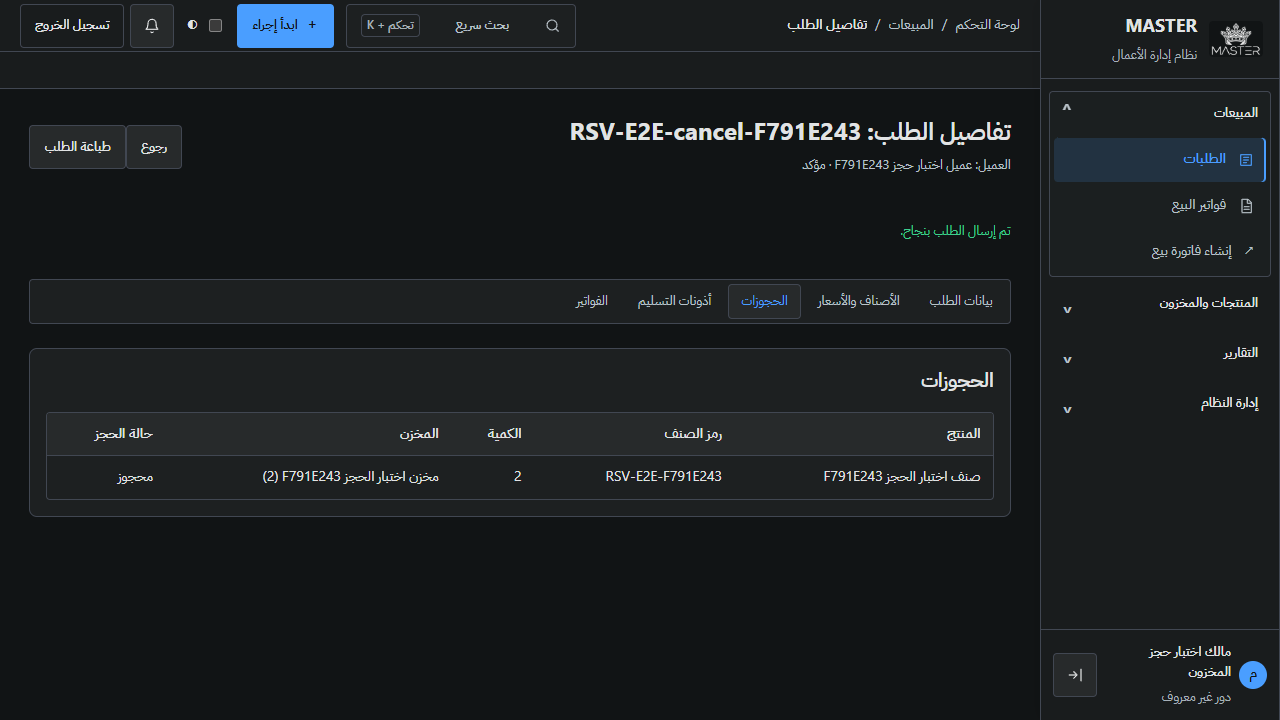 MASTER
نظام إدارة الأعمال
MASTER
لوحة التحكم / المبيعات / تفاصيل الطلب
بحث سريع تحكم + K
+ ابدأ إجراء
تسجيل الخروج
المبيعات
الطلبات
فواتير البيع
إنشاء فاتورة بيع
المنتجات والمخزون
التقارير
إدارة النظام
مالك اختبار حجز المخزون
دور غير معروف
م
تفاصيل الطلب: RSV-E2E-cancel-F791E243
العميل: عميل اختبار حجز F791E243 · مؤكد
رجوع
طباعة الطلب
تم إرسال الطلب بنجاح.
بيانات الطلب الأصناف والأسعار الحجوزات أذونات التسليم الفواتير
الحجوزات
المنتج رمز الصنف الكمية المخزن حالة الحجز
صنف اختبار الحجز F791E243 RSV-E2E-F791E243 2 مخزن اختبار الحجز F791E243 (2) محجوز